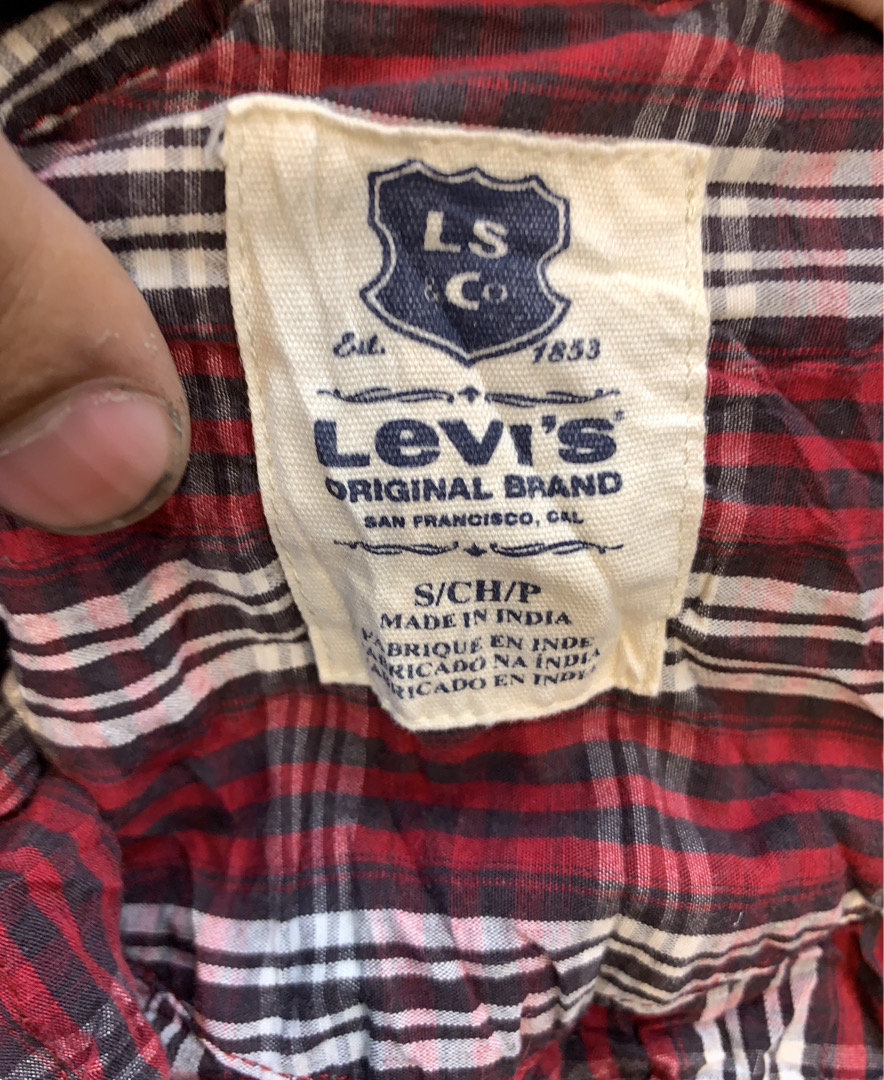 LS
& Co
Est. 1853
Levi's®
ORIGINAL BRAND
SAN FRANCISCO, CAL
S/CH/P
MADE IN INDIA
FABRIQUE EN INDE
FABRICADO NA ÍNDIA
FABRICADO EN INDIA